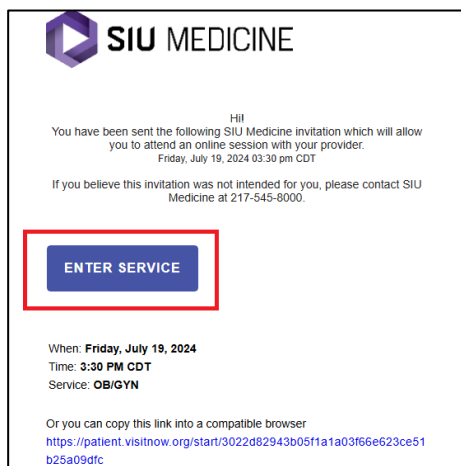 SIU MEDICINE
Hi!
You have been sent the following SIU Medicine invitation which will allow
you to attend an online session with your provider.
Friday, July 19, 2024 03:30 pm CDT
If you believe this invitation was not intended for you, please contact SIU
Medicine at 217-545-8000.
ENTER SERVICE
When: Friday, July 19, 2024
Time: 3:30 PM CDT
Service: OB/GYN
Or you can copy this link into a compatible browser
https://patient.visitnow.org/start/3022d82943b05f1a1a03f66e623ce51
b25a09dfc